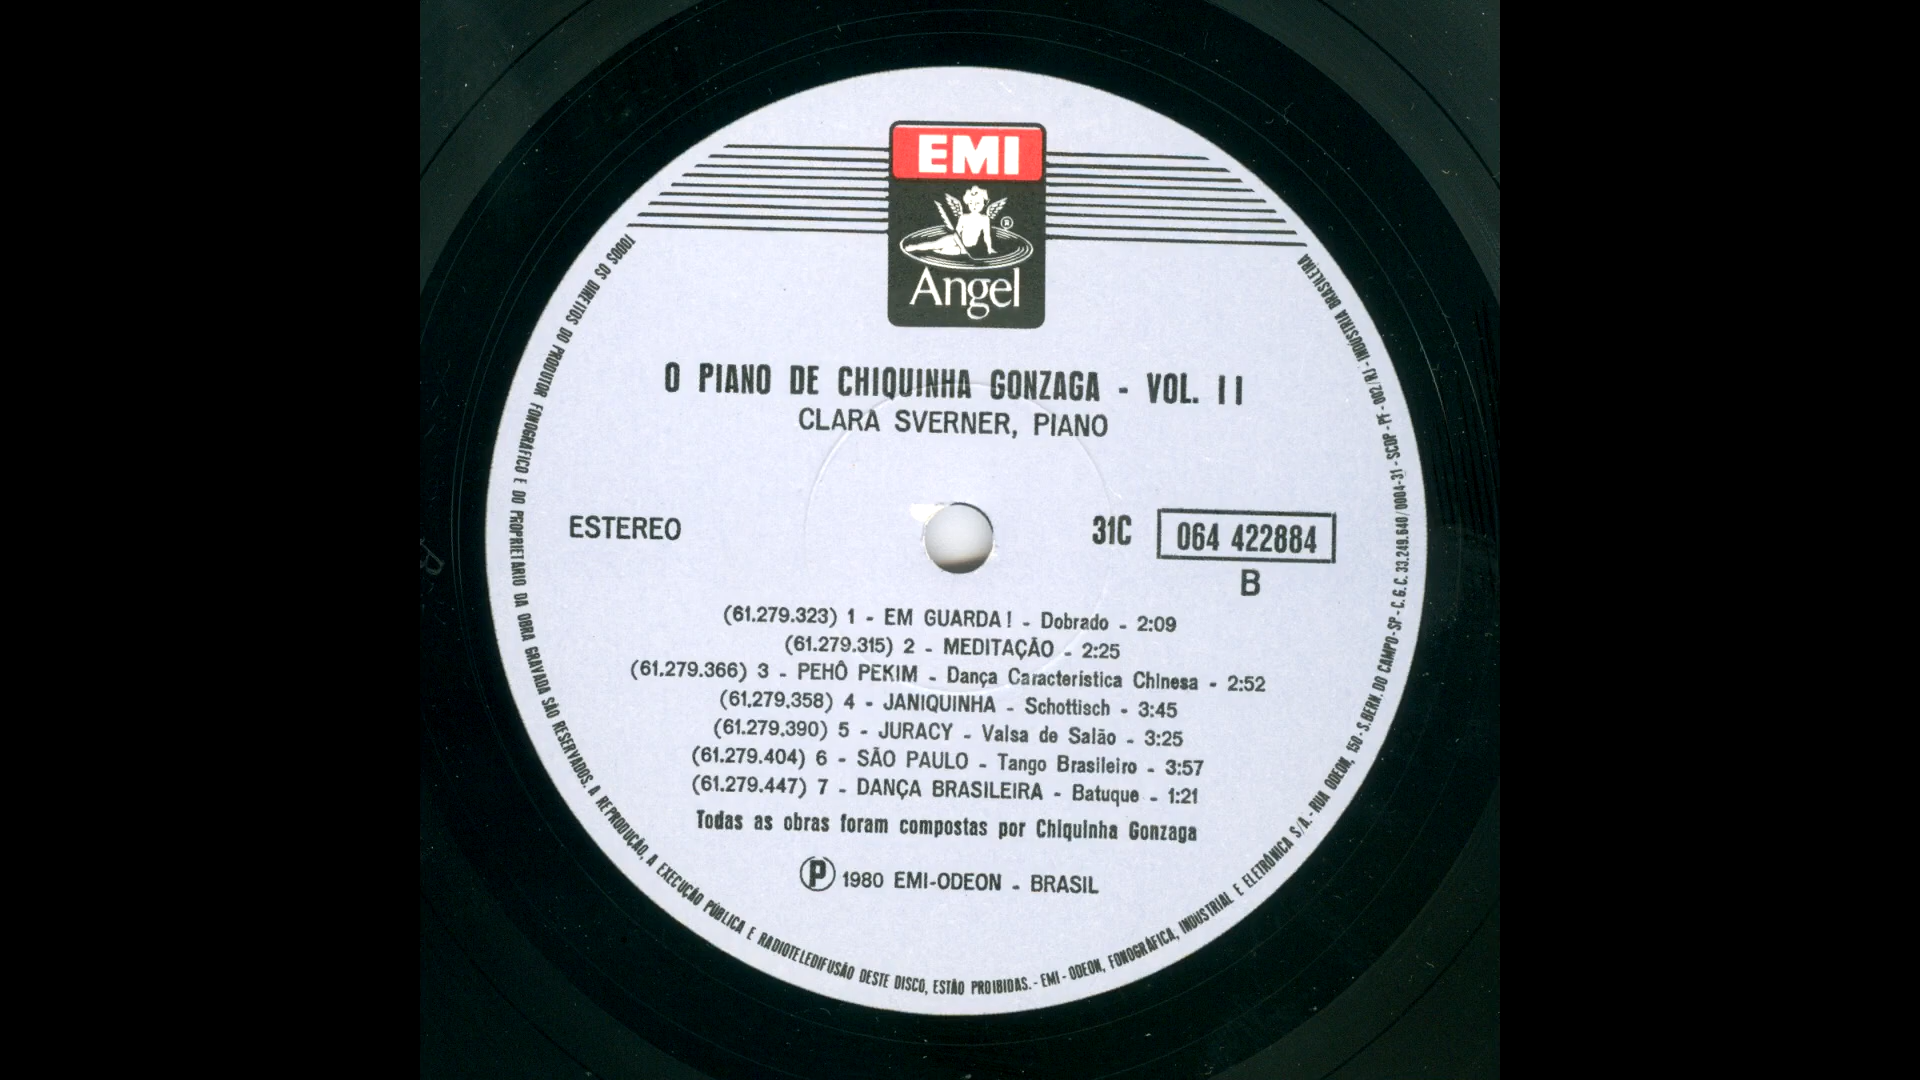 EMI
®
Angel
O PIANO DE CHIQUINHA GONZAGA - VOL. II
CLARA SVERNER, PIANO
ESTEREO
31C 064 422884
B
(61.279.323) 1 - EM GUARDA! - Dobrado - 2:09
(61.279.315) 2 - MEDITAÇÃO - 2:25
(61.279.366) 3 - PEHÔ PEKIM - Dança Característica Chinesa - 2:52
(61.279.358) 4 - JANIQUINHA - Schottisch - 3:45
(61.279.390) 5 - JURACY - Valsa de Salão - 3:25
(61.279.404) 6 - SÃO PAULO - Tango Brasileiro - 3:57
(61.279.447) 7 - DANÇA BRASILEIRA - Batuque - 1:21
Todas as obras foram compostas por Chiquinha Gonzaga
Ⓟ 1980 EMI-ODEON - BRASIL
TODOS OS DIREITOS DO PRODUTOR FONOGRÁFICO E DO PROPRIETÁRIO DA OBRA GRAVADA SÃO RESERVADOS. A REPRODUÇÃO, A EXECUÇÃO PÚBLICA E RADIOTELEDIFUSÃO DESTE DISCO, ESTÃO PROIBIDAS. - EMI - ODEON, FONOGRÁFICA, INDUSTRIAL E ELETRÔNICA S/A. - RUA ODEON, 150 - S. BERN. DO CAMPO - SP - C.G.C. 33.249.640/0004-31 - SCDP - PF - 002/RJ - INDÚSTRIA BRASILEIRA